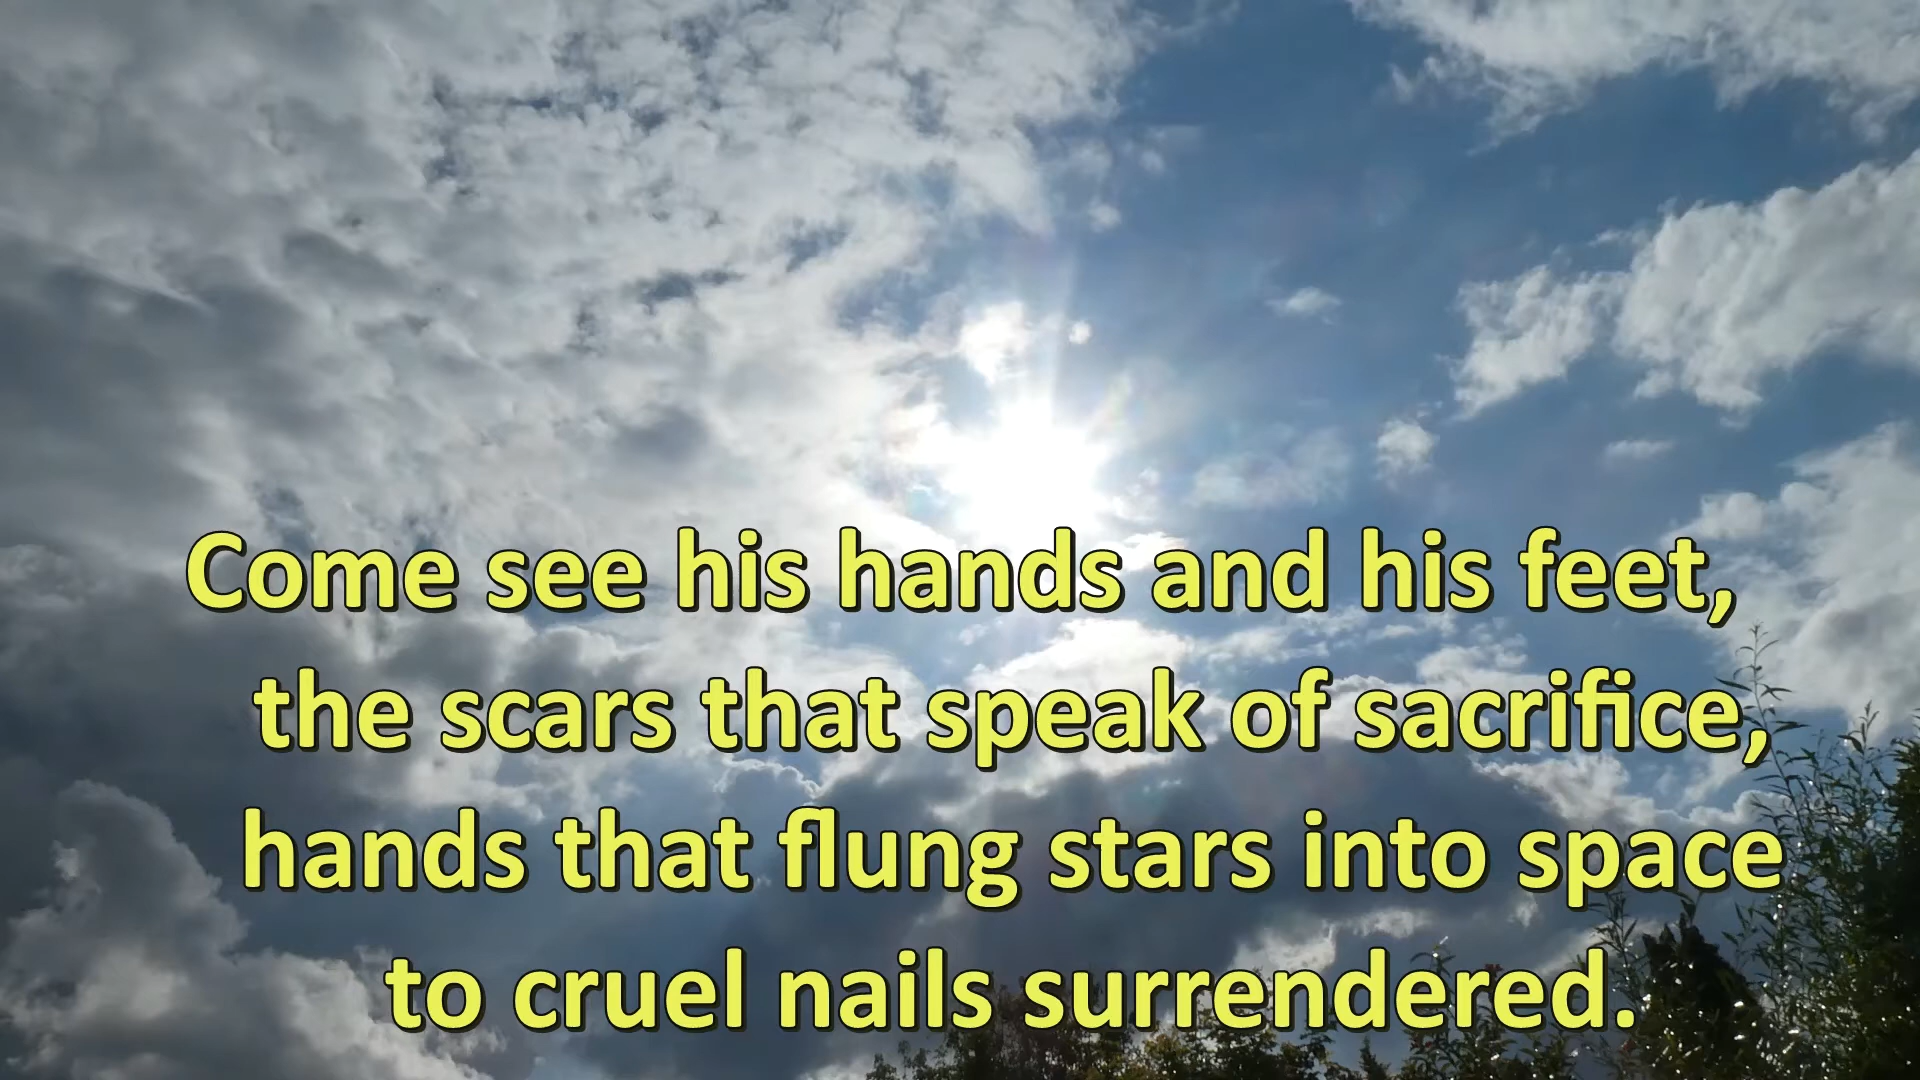 Come see his hands and his feet,
the scars that speak of sacrifice,
hands that flung stars into space
to cruel nails surrendered.